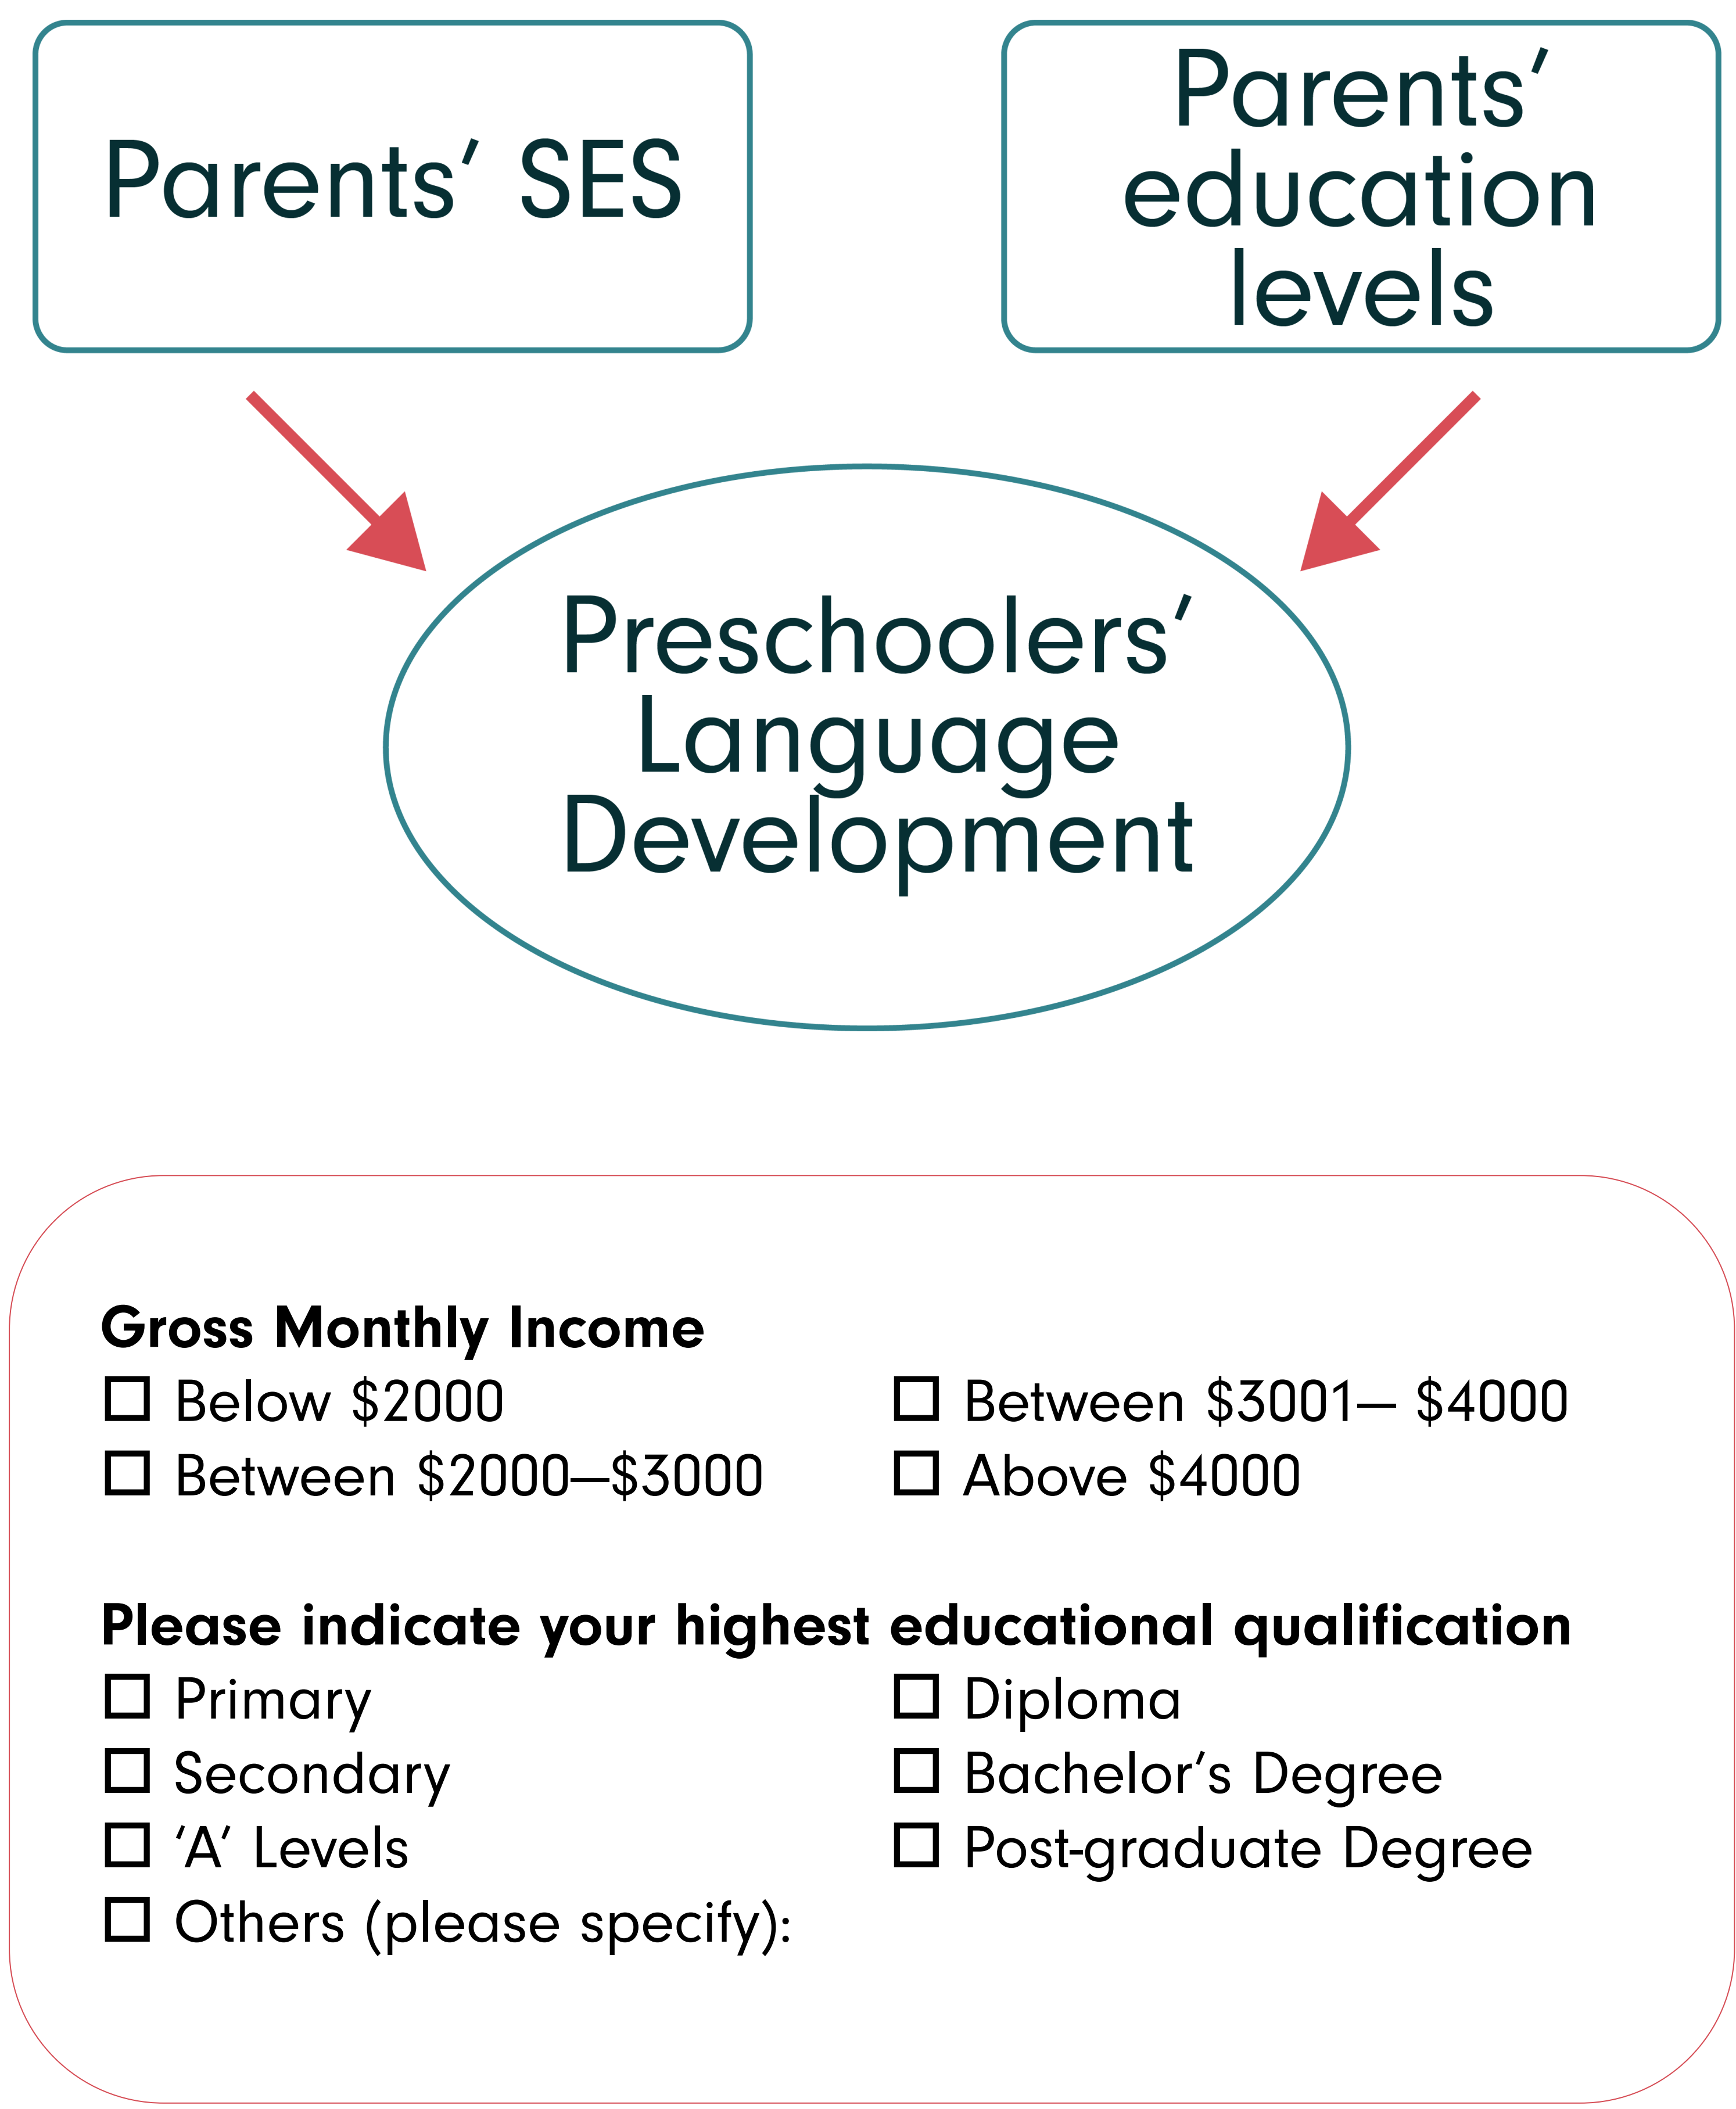 Parents’ SES
Parents’
education
levels
Preschoolers’
Language
Development
Gross Monthly Income
Below $2000
Between $3001— $4000
Between $2000—$3000
Above $4000
Please indicate your highest educational qualification
Primary
Diploma
Secondary
Bachelor’s Degree
’A’ Levels
Post-graduate Degree
Others (please specify):